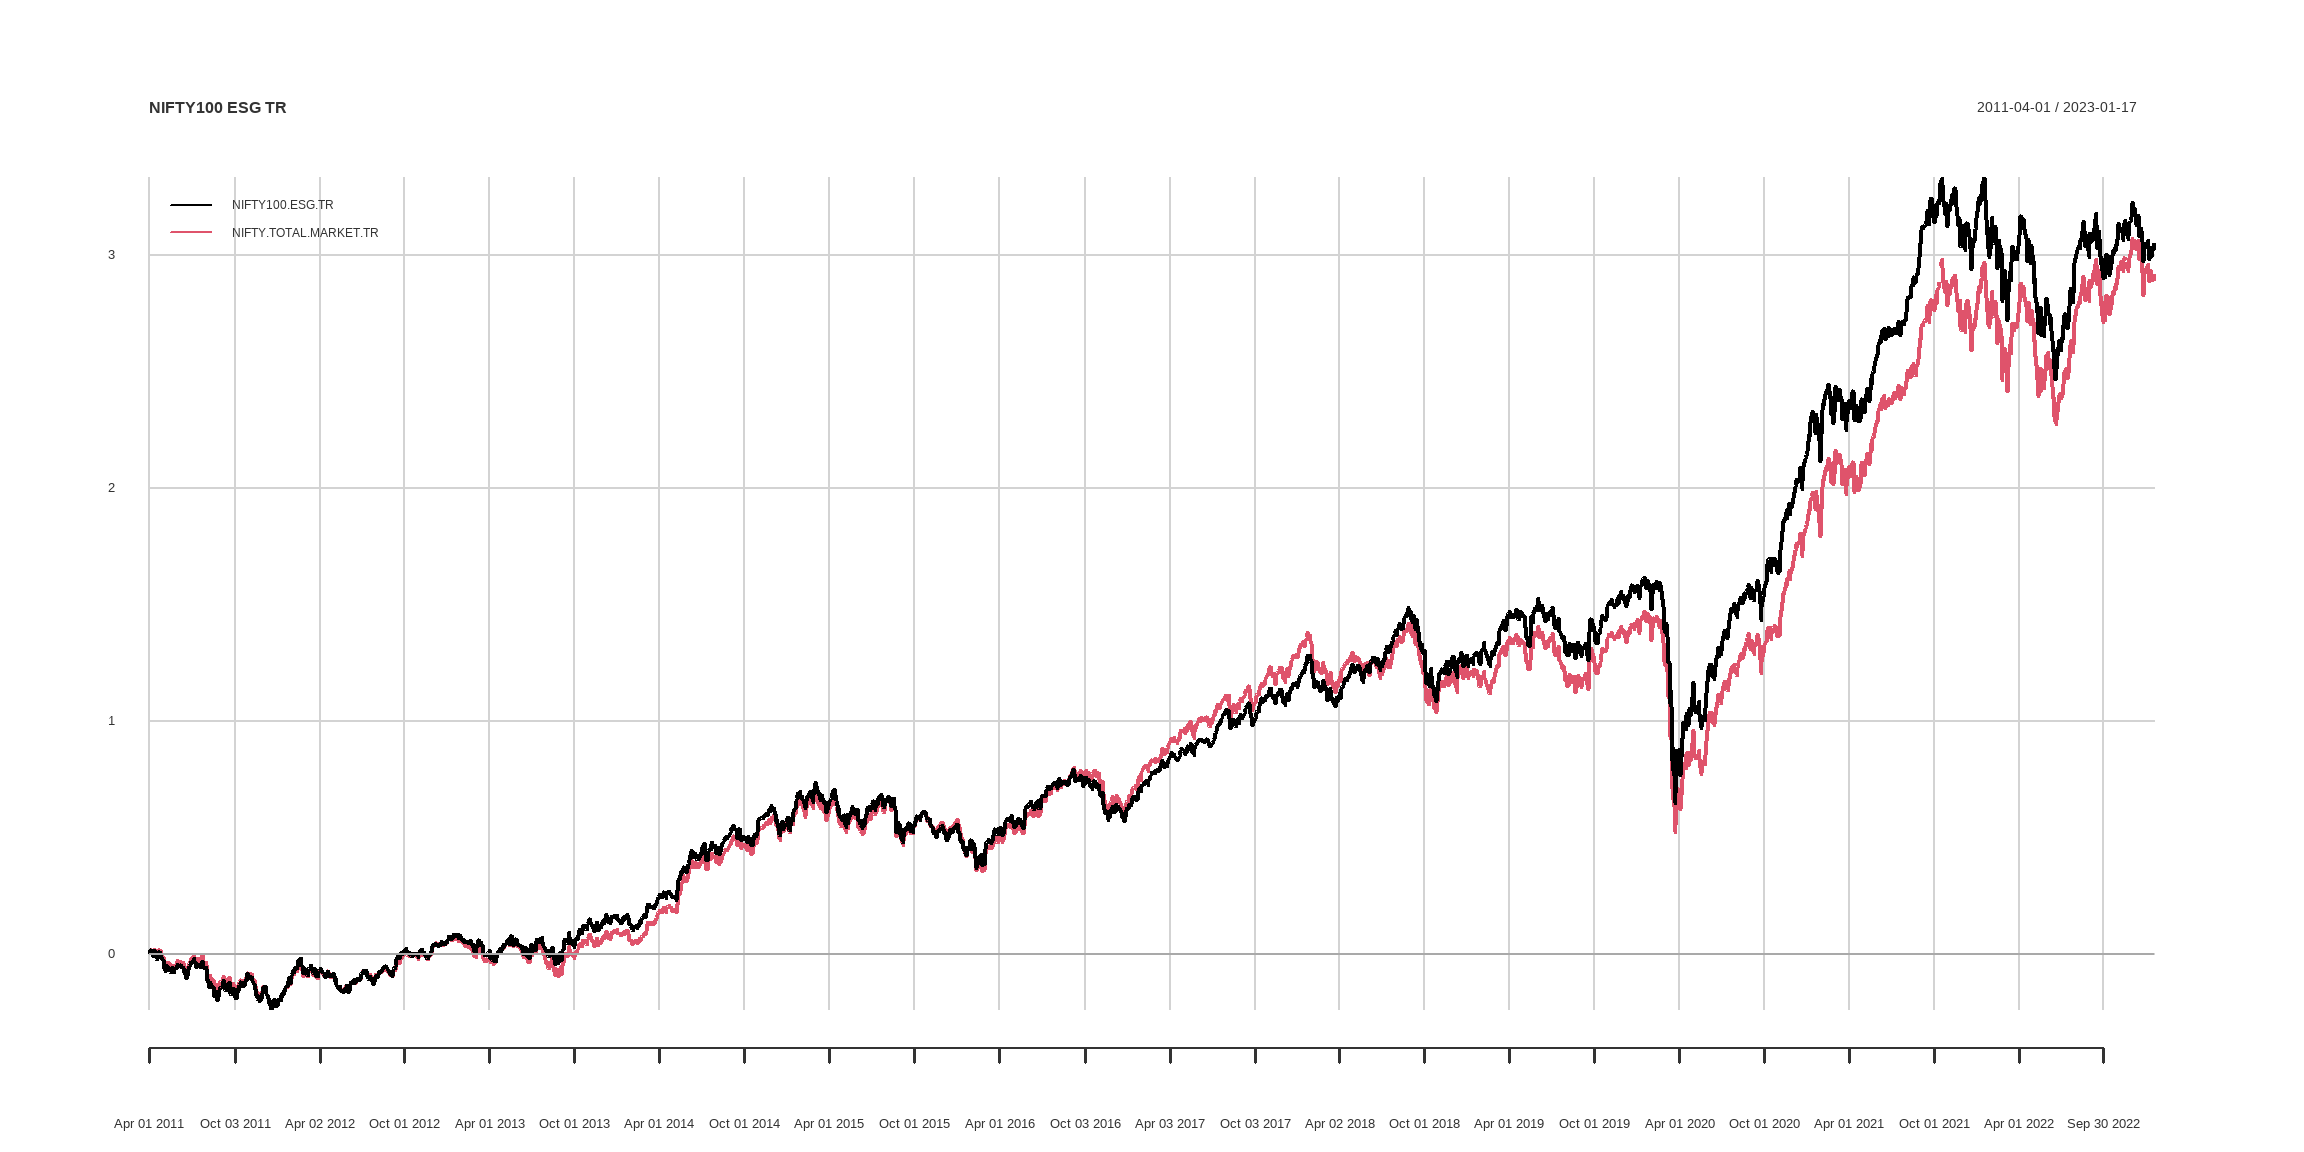 NIFTY100 ESG TR
2011-04-01 / 2023-01-17
NIFTY100.ESG.TR
NIFTY.TOTAL.MARKET.TR
3
2
1
0
Apr 01 2011 Oct 03 2011 Apr 02 2012 Oct 01 2012 Apr 01 2013 Oct 01 2013 Apr 01 2014 Oct 01 2014 Apr 01 2015 Oct 01 2015 Apr 01 2016 Oct 03 2016 Apr 03 2017 Oct 03 2017 Apr 02 2018 Oct 01 2018 Apr 01 2019 Oct 01 2019 Apr 01 2020 Oct 01 2020 Apr 01 2021 Oct 01 2021 Apr 01 2022 Sep 30 2022